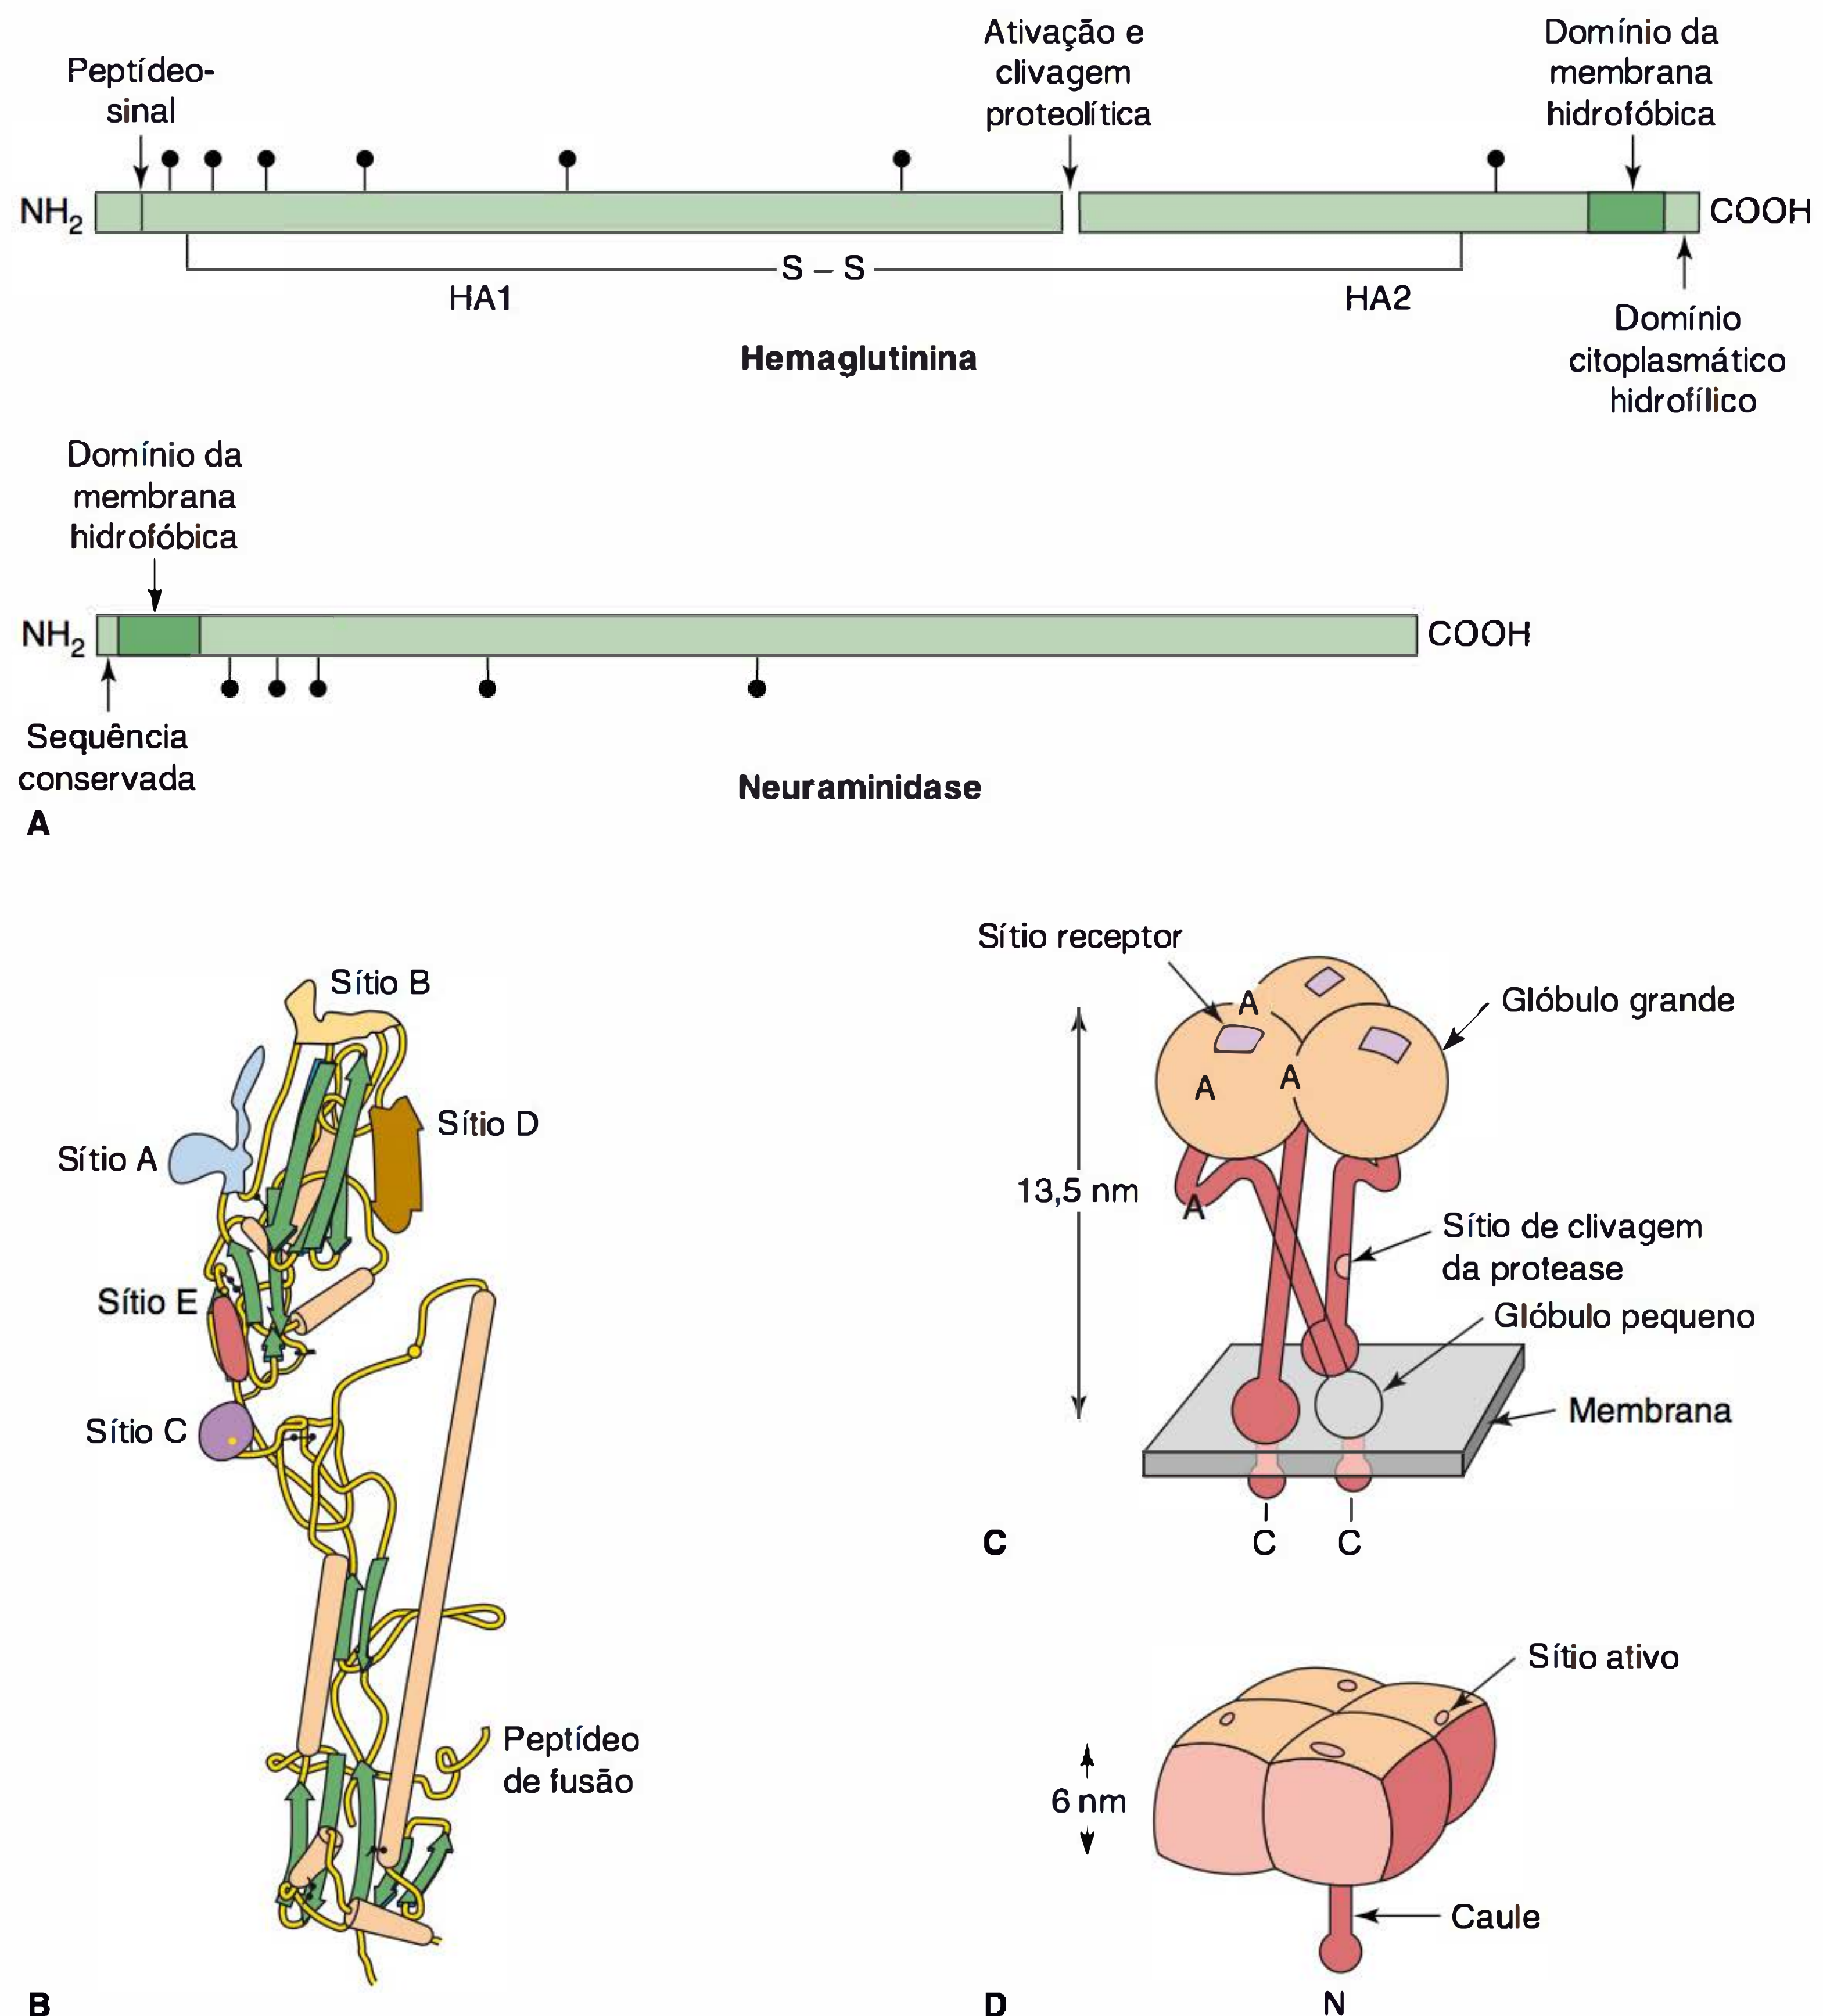 Peptídeo-
sinal
Ativação e
clivagem
proteolítica
Domínio da
membrana
hidrofóbica
NH2
COOH
S – S
HA1
HA2
Domínio
citoplasmático
hidrofílico
Hemaglutinina
Domínio da
membrana
hidrofóbica
NH2
COOH
Sequência
conservada
Neuraminidase
A
Sítio B
Sítio A
Sítio D
Sítio E
Sítio C
Peptídeo
de fusão
B
Sítio receptor
A
Glóbulo grande
A
A
13,5 nm
A
Sítio de clivagem
da protease
Glóbulo pequeno
Membrana
C
C
C
Sítio ativo
6 nm
Caule
D
N